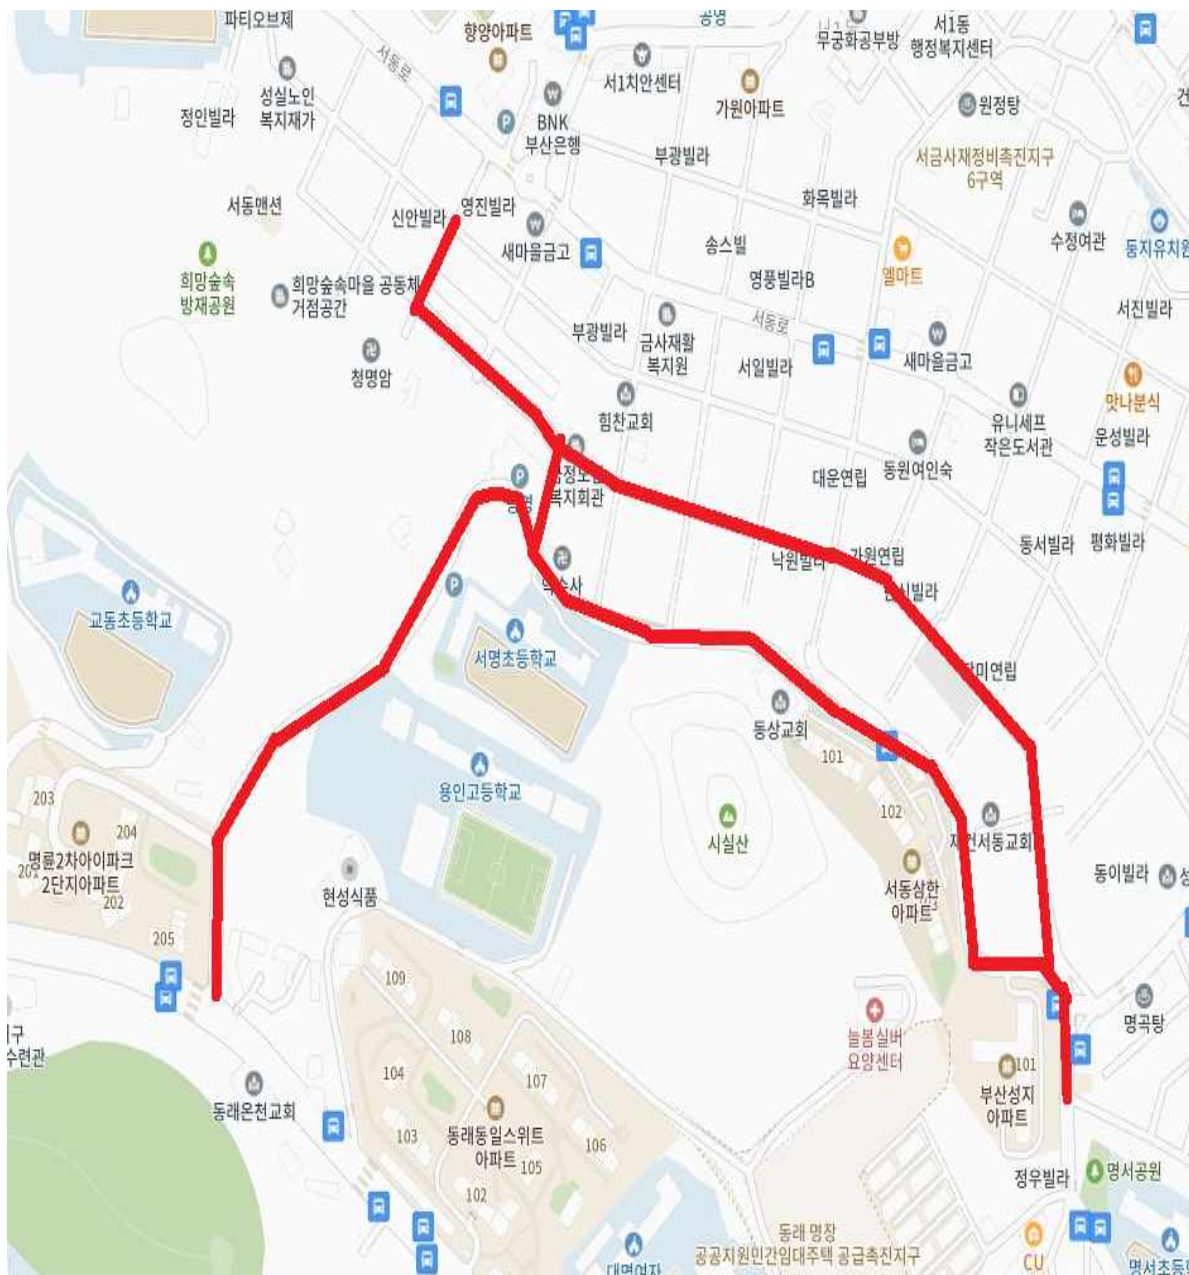 파티오브제
향양아파트
공영
무궁화공부방
서1동
행정복지센터
서동로
성실노인
복지재가
정인빌라
P
BNK
부산은행
서1치안센터
가원아파트
원정탕
건
부광빌라
서금사재정비촉진지구
6구역
화목빌라
서동맨션
신안빌라
영진빌라
새마을금고
송스빌
엘마트
수정여관
둥지유치원
희망숲속
방재공원
희망숲속마을 공동체
거점공간
영풍빌라B
서진빌라
부광빌라
금사재활
복지원
서동로
서일빌라
새마을금고
청명암
힘찬교회
맛나분식
유니세프
작은도서관
운성빌라
동원여인숙
대운연립
P
복지회관
동서빌라
평화빌라
낙원빌라
가원연립
P
교동초등학교
서명초등학교
동상교회
101
용인고등학교
102
203
204
시실산
명륜2차아이파크
2단지아파트
202
205
현성식품
서동삼한
아파트
재건서동교회
동이빌라
성
109
108
늘봄실버
요양센터
명곡탕
구
수련관
104
107
101
부산성지
아파트
동래온천교회
103
동래동일스위트
아파트
105
106
102
정우빌라
명서공원
동래 명장
공공지원민간임대주택 공급촉진지구
CU
대명여자
명서초등학